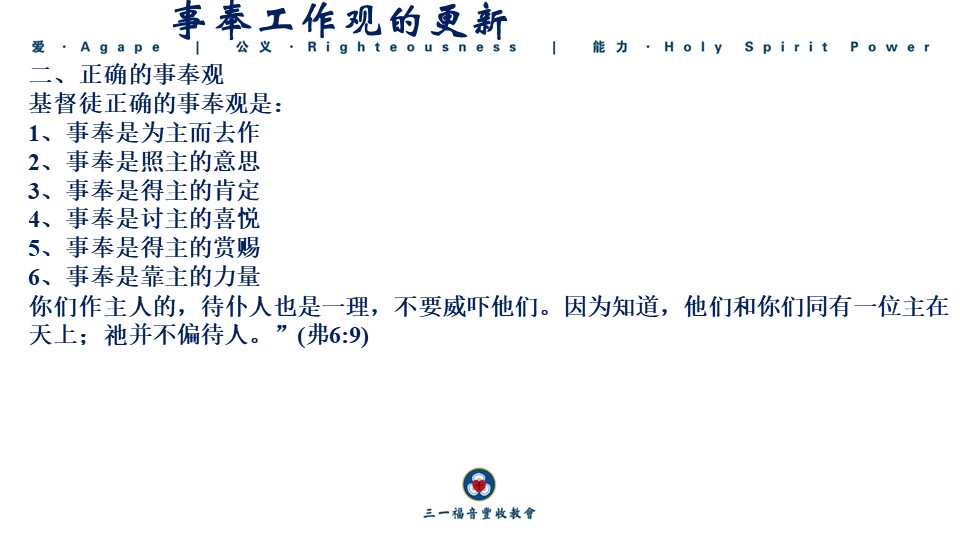 事奉工作观的更新
爱·Agape | 公义·Righteousness | 能力·Holy Spirit Power
二、正确的事奉观
基督徒正确的事奉观是：
1、事奉是为主而去作
2、事奉是照主的意思
3、事奉是得主的肯定
4、事奉是讨主的喜悦
5、事奉是得主的赏赐
6、事奉是靠主的力量
你们作主人的，待仆人也是一理，不要威吓他们。因为知道，他们和你们同有一位主在
天上；祂并不偏待人。”(弗6:9)
三一福音豐收教會